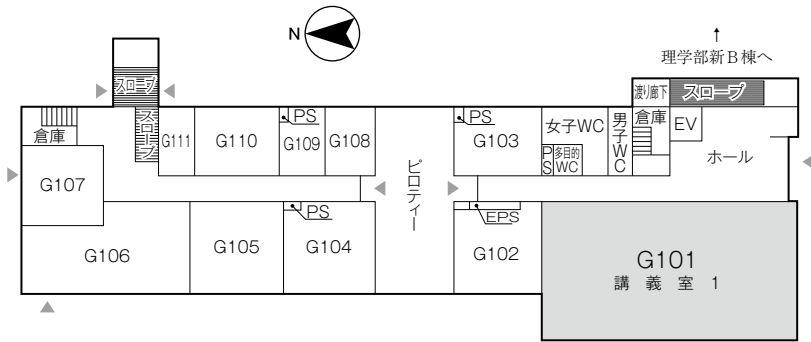 N
↑
理学部新B棟へ
スロープ
スロープ
倉庫
G111
G110
PS
G109
G108
PS
G103
女子WC
PS
多目的
WC
男子WC
渡り廊下
スロープ
倉庫
EV
ホール
ピロティー
G107
G106
G105
PS
G104
EPS
G102
G101
講義室 1